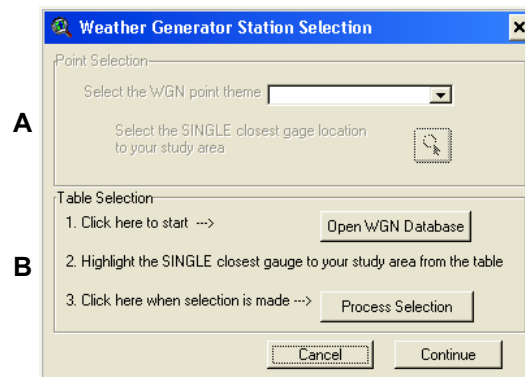 Weather Generator Station Selection
Point Selection
Select the WGN point theme
A
Select the SINGLE closest gage location
to your study area
Table Selection
1. Click here to start --->
Open WGN Database
B
2. Highlight the SINGLE closest gauge to your study area from the table
3. Click here when selection is made --->
Process Selection
Cancel
Continue